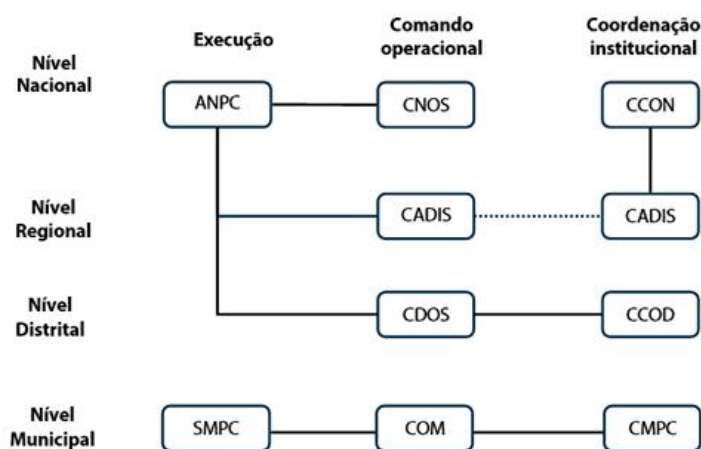 Execução
Comando
operacional
Coordenação
institucional
Nível
Nacional
ANPC
CNOS
CCON
Nível
Regional
CADIS
CADIS
Nível
Distrital
CDOS
CCOD
Nível
Municipal
SMPC
COM
CMPC